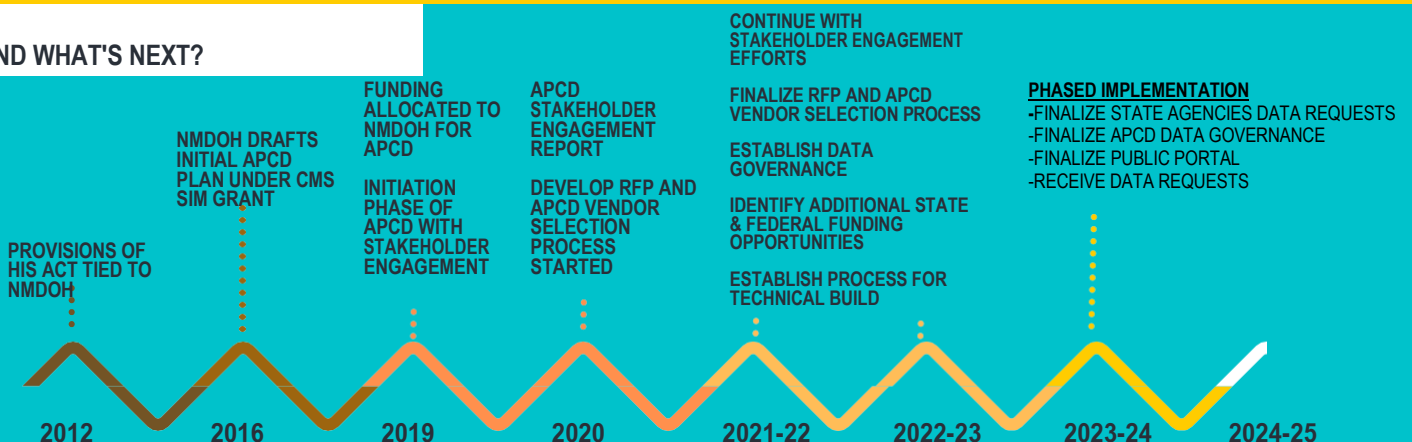 ND WHAT'S NEXT?
PROVISIONS OF
HIS ACT TIED TO
NMDOH
NMDOH DRAFTS
INITIAL APCD
PLAN UNDER CMS
SIM GRANT
FUNDING
ALLOCATED TO
NMDOH FOR
APCD
INITIATION
PHASE OF
APCD WITH
STAKEHOLDER
ENGAGEMENT
APCD
STAKEHOLDER
ENGAGEMENT
REPORT
DEVELOP RFP AND
APCD VENDOR
SELECTION
PROCESS
STARTED
CONTINUE WITH
STAKEHOLDER ENGAGEMENT
EFFORTS
FINALIZE RFP AND APCD
VENDOR SELECTION PROCESS
ESTABLISH DATA
GOVERNANCE
IDENTIFY ADDITIONAL STATE
& FEDERAL FUNDING
OPPORTUNITIES
ESTABLISH PROCESS FOR
TECHNICAL BUILD
PHASED IMPLEMENTATION
-FINALIZE STATE AGENCIES DATA REQUESTS
-FINALIZE APCD DATA GOVERNANCE
-FINALIZE PUBLIC PORTAL
-RECEIVE DATA REQUESTS
2012
2016
2019
2020
2021-22
2022-23
2023-24
2024-25